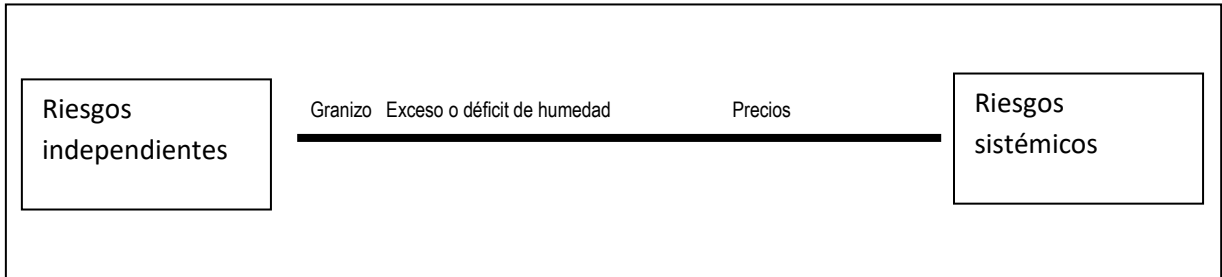 Riesgos
independientes
Granizo Exceso o déficit de humedad Precios
Riesgos
sistémicos